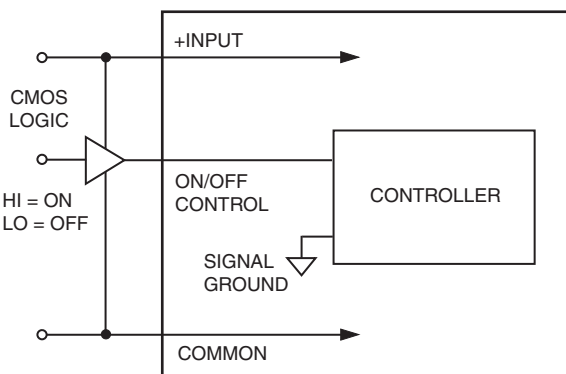 +INPUT
CMOS
LOGIC
HI = ON
LO = OFF
ON/OFF
CONTROL
CONTROLLER
SIGNAL
GROUND
COMMON